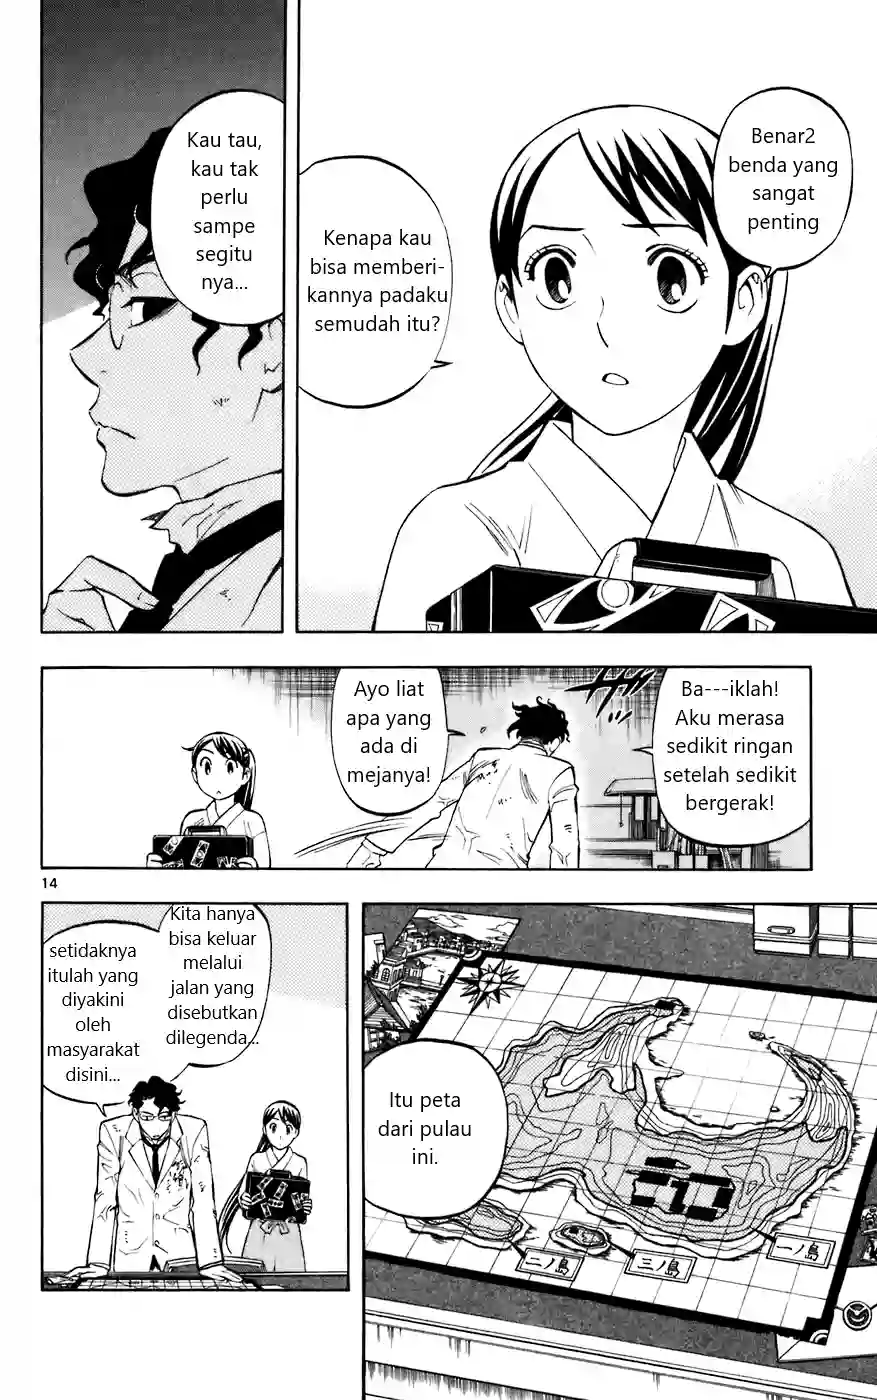 Benar2
benda yang
sangat
penting
Kenapa kau
bisa memberi-
kannya padaku
semudah itu?
Kau tau,
kau tak
perlu
sampe
segitu
nya...
Ba---iklah!
Aku merasa
sedikit ringan
setelah sedikit
bergerak!
Ayo liat
apa yang
ada di
mejanya!
14
Itu peta
dari pulau
ini.
一ノ島
三ノ島
二ノ島
Kita hanya
bisa keluar
melalui
jalan yang
disebutkan
dilegenda...
setidaknya
itulah yang
diyakini
oleh
masyarakat
disini...